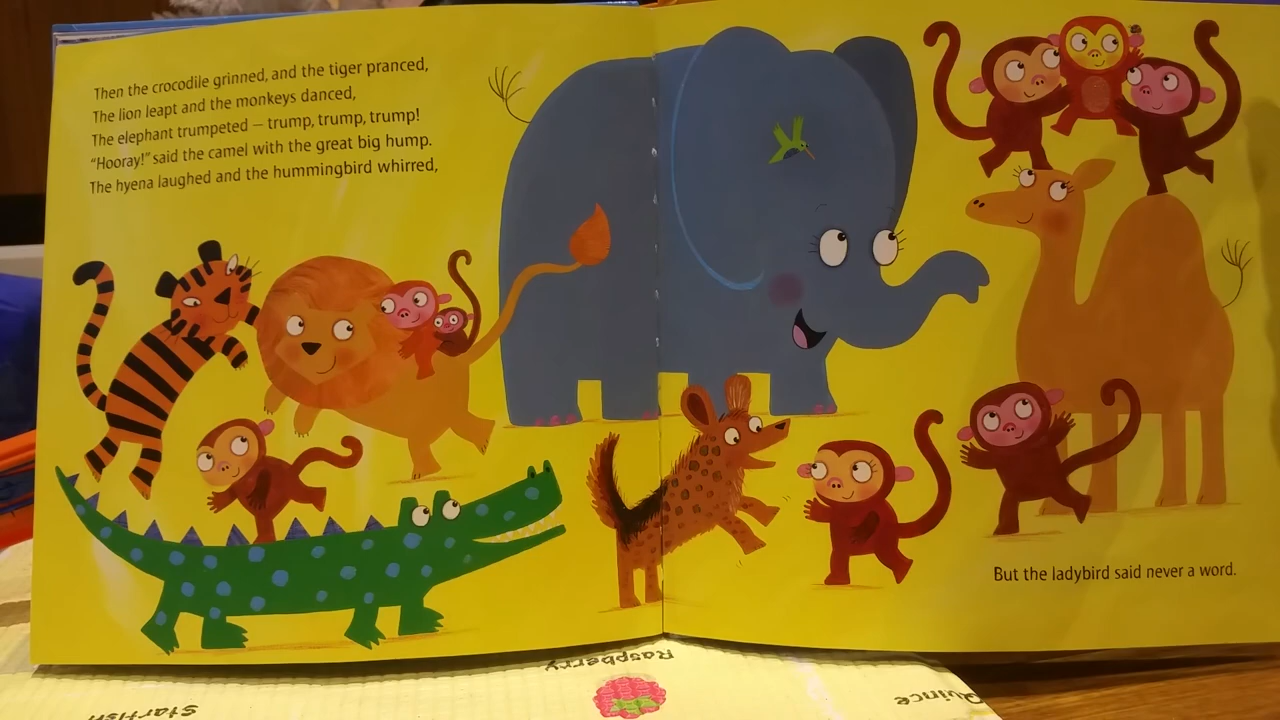 Then the crocodile grinned, and the tiger pranced,
The lion leapt and the monkeys danced,
The elephant trumpeted – trump, trump, trump!
“Hooray!” said the camel with the great big hump.
The hyena laughed and the hummingbird whirred,
But the ladybird said never a word.
Raspberry
Quince
Starfish